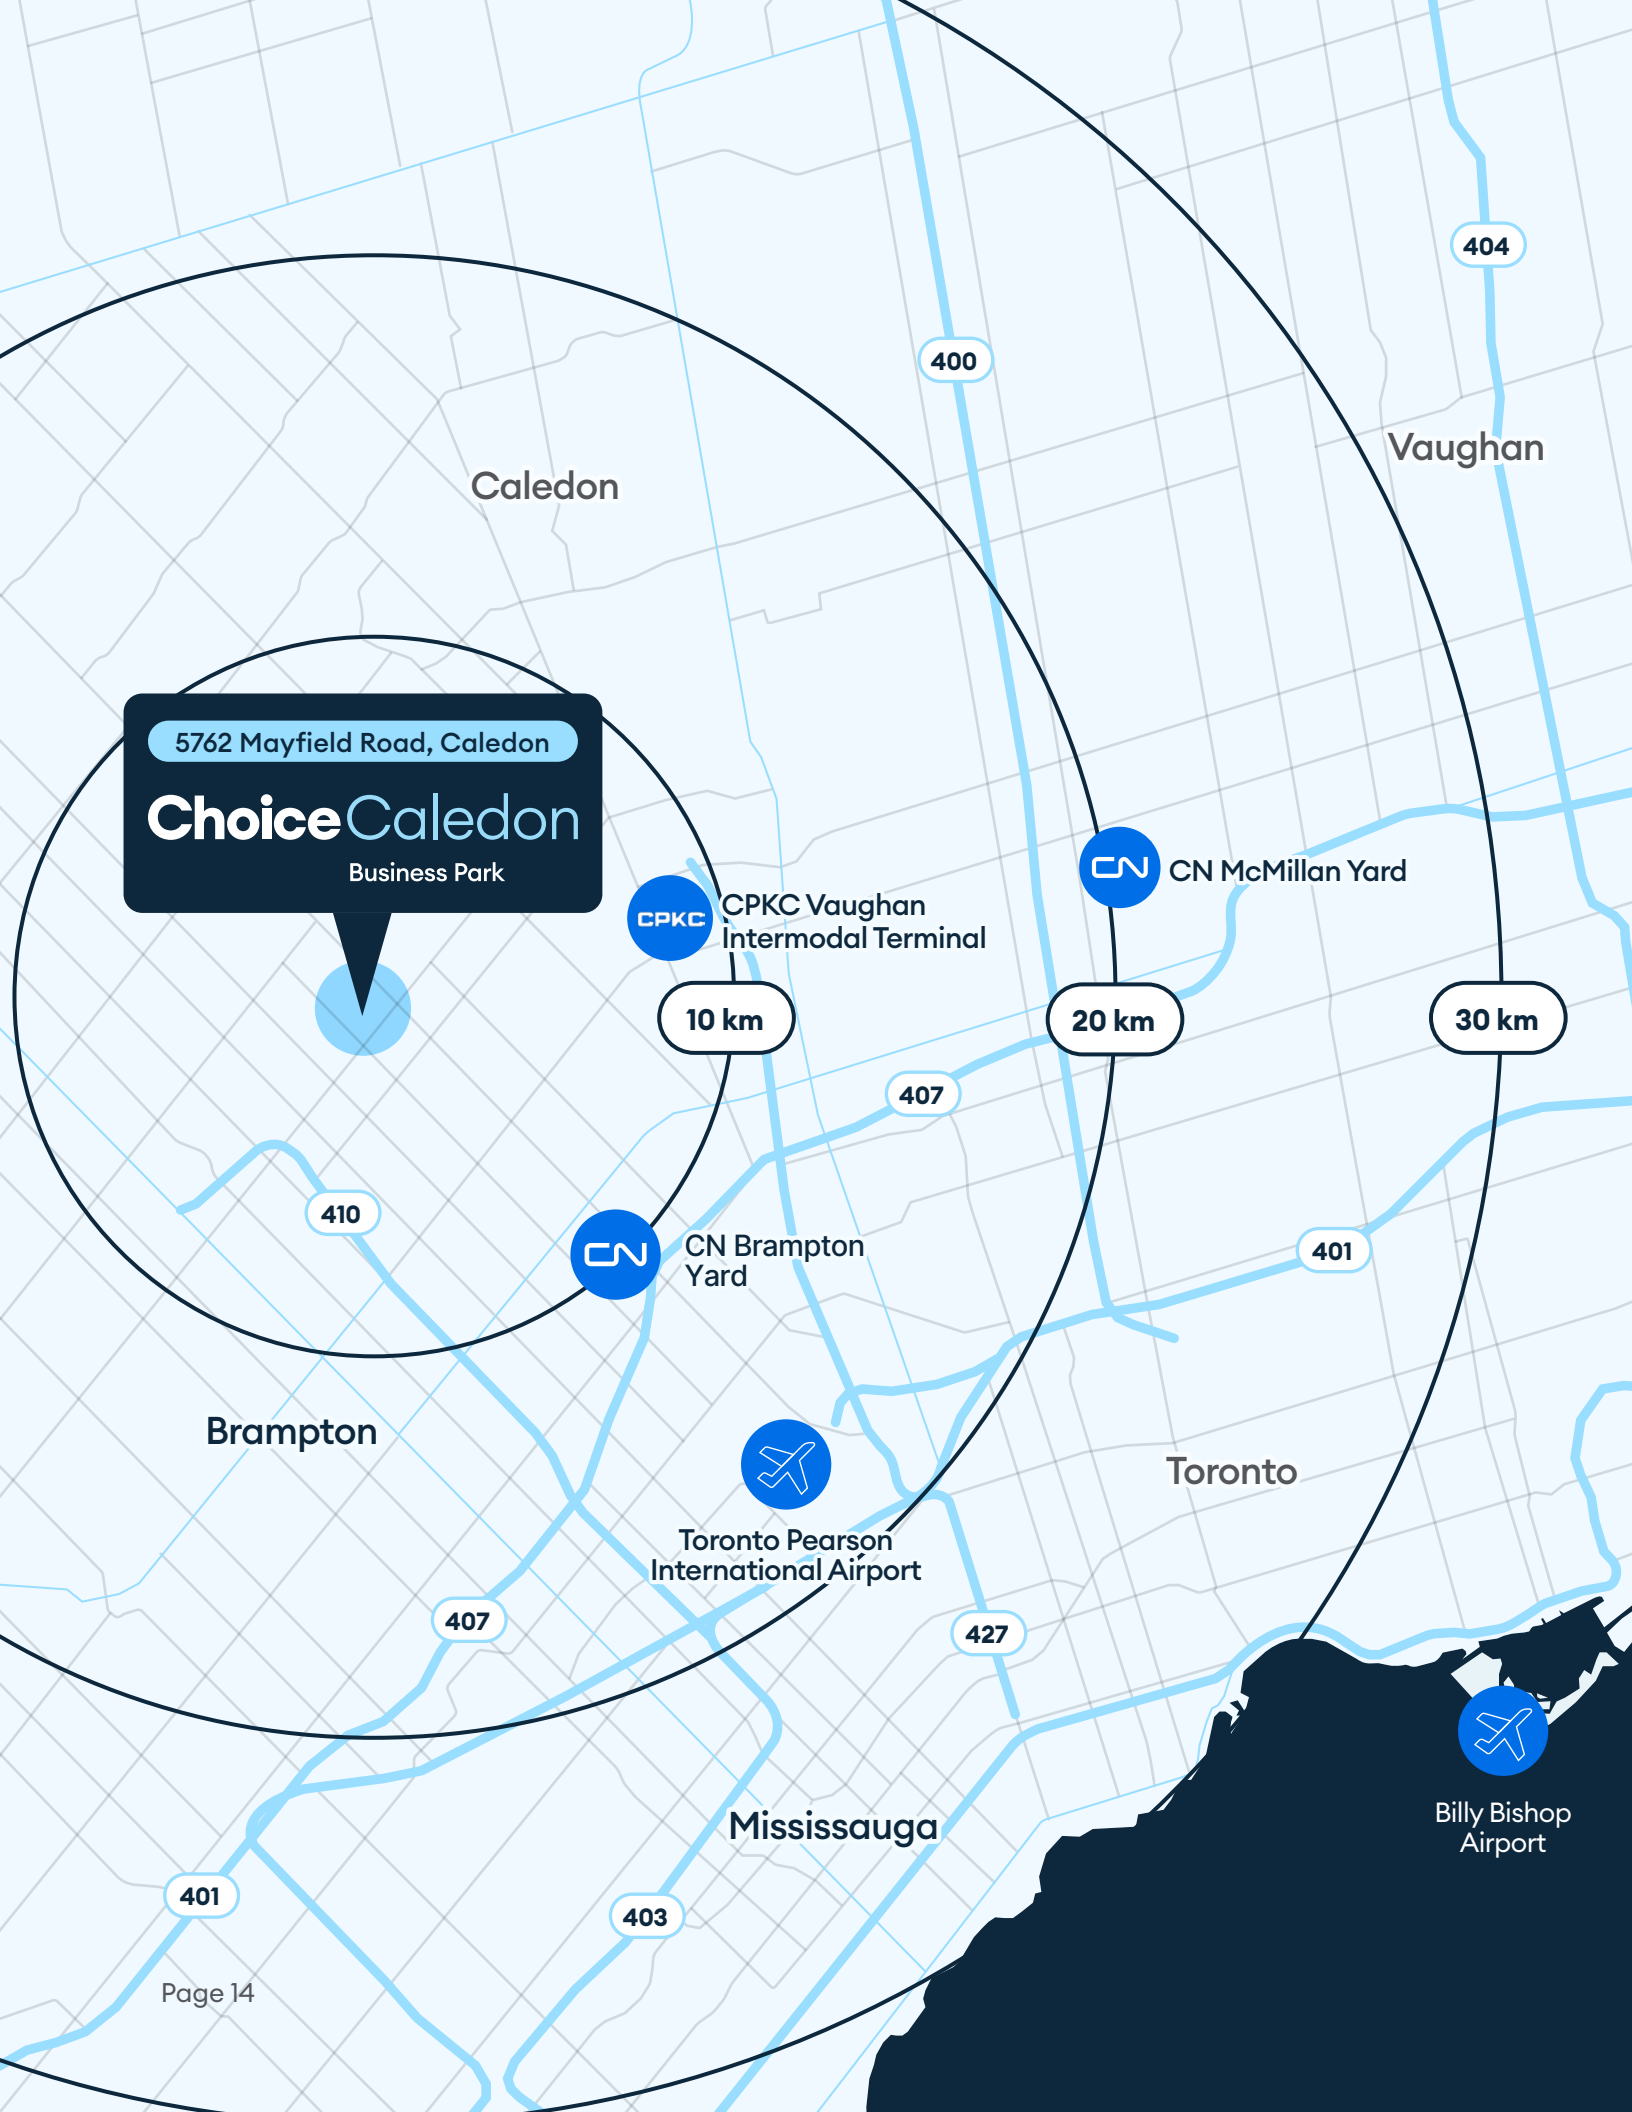 404
400
Vaughan
Caledon
5762 Mayfield Road, Caledon
ChoiceCaledon
Business Park
CN
CN McMillan Yard
CPKC
CPKC Vaughan
Intermodal Terminal
10 km
20 km
30 km
407
410
CN
CN Brampton
Yard
401
Brampton
Toronto
Toronto Pearson
International Airport
407
427
Mississauga
Billy Bishop
Airport
401
403
Page 14